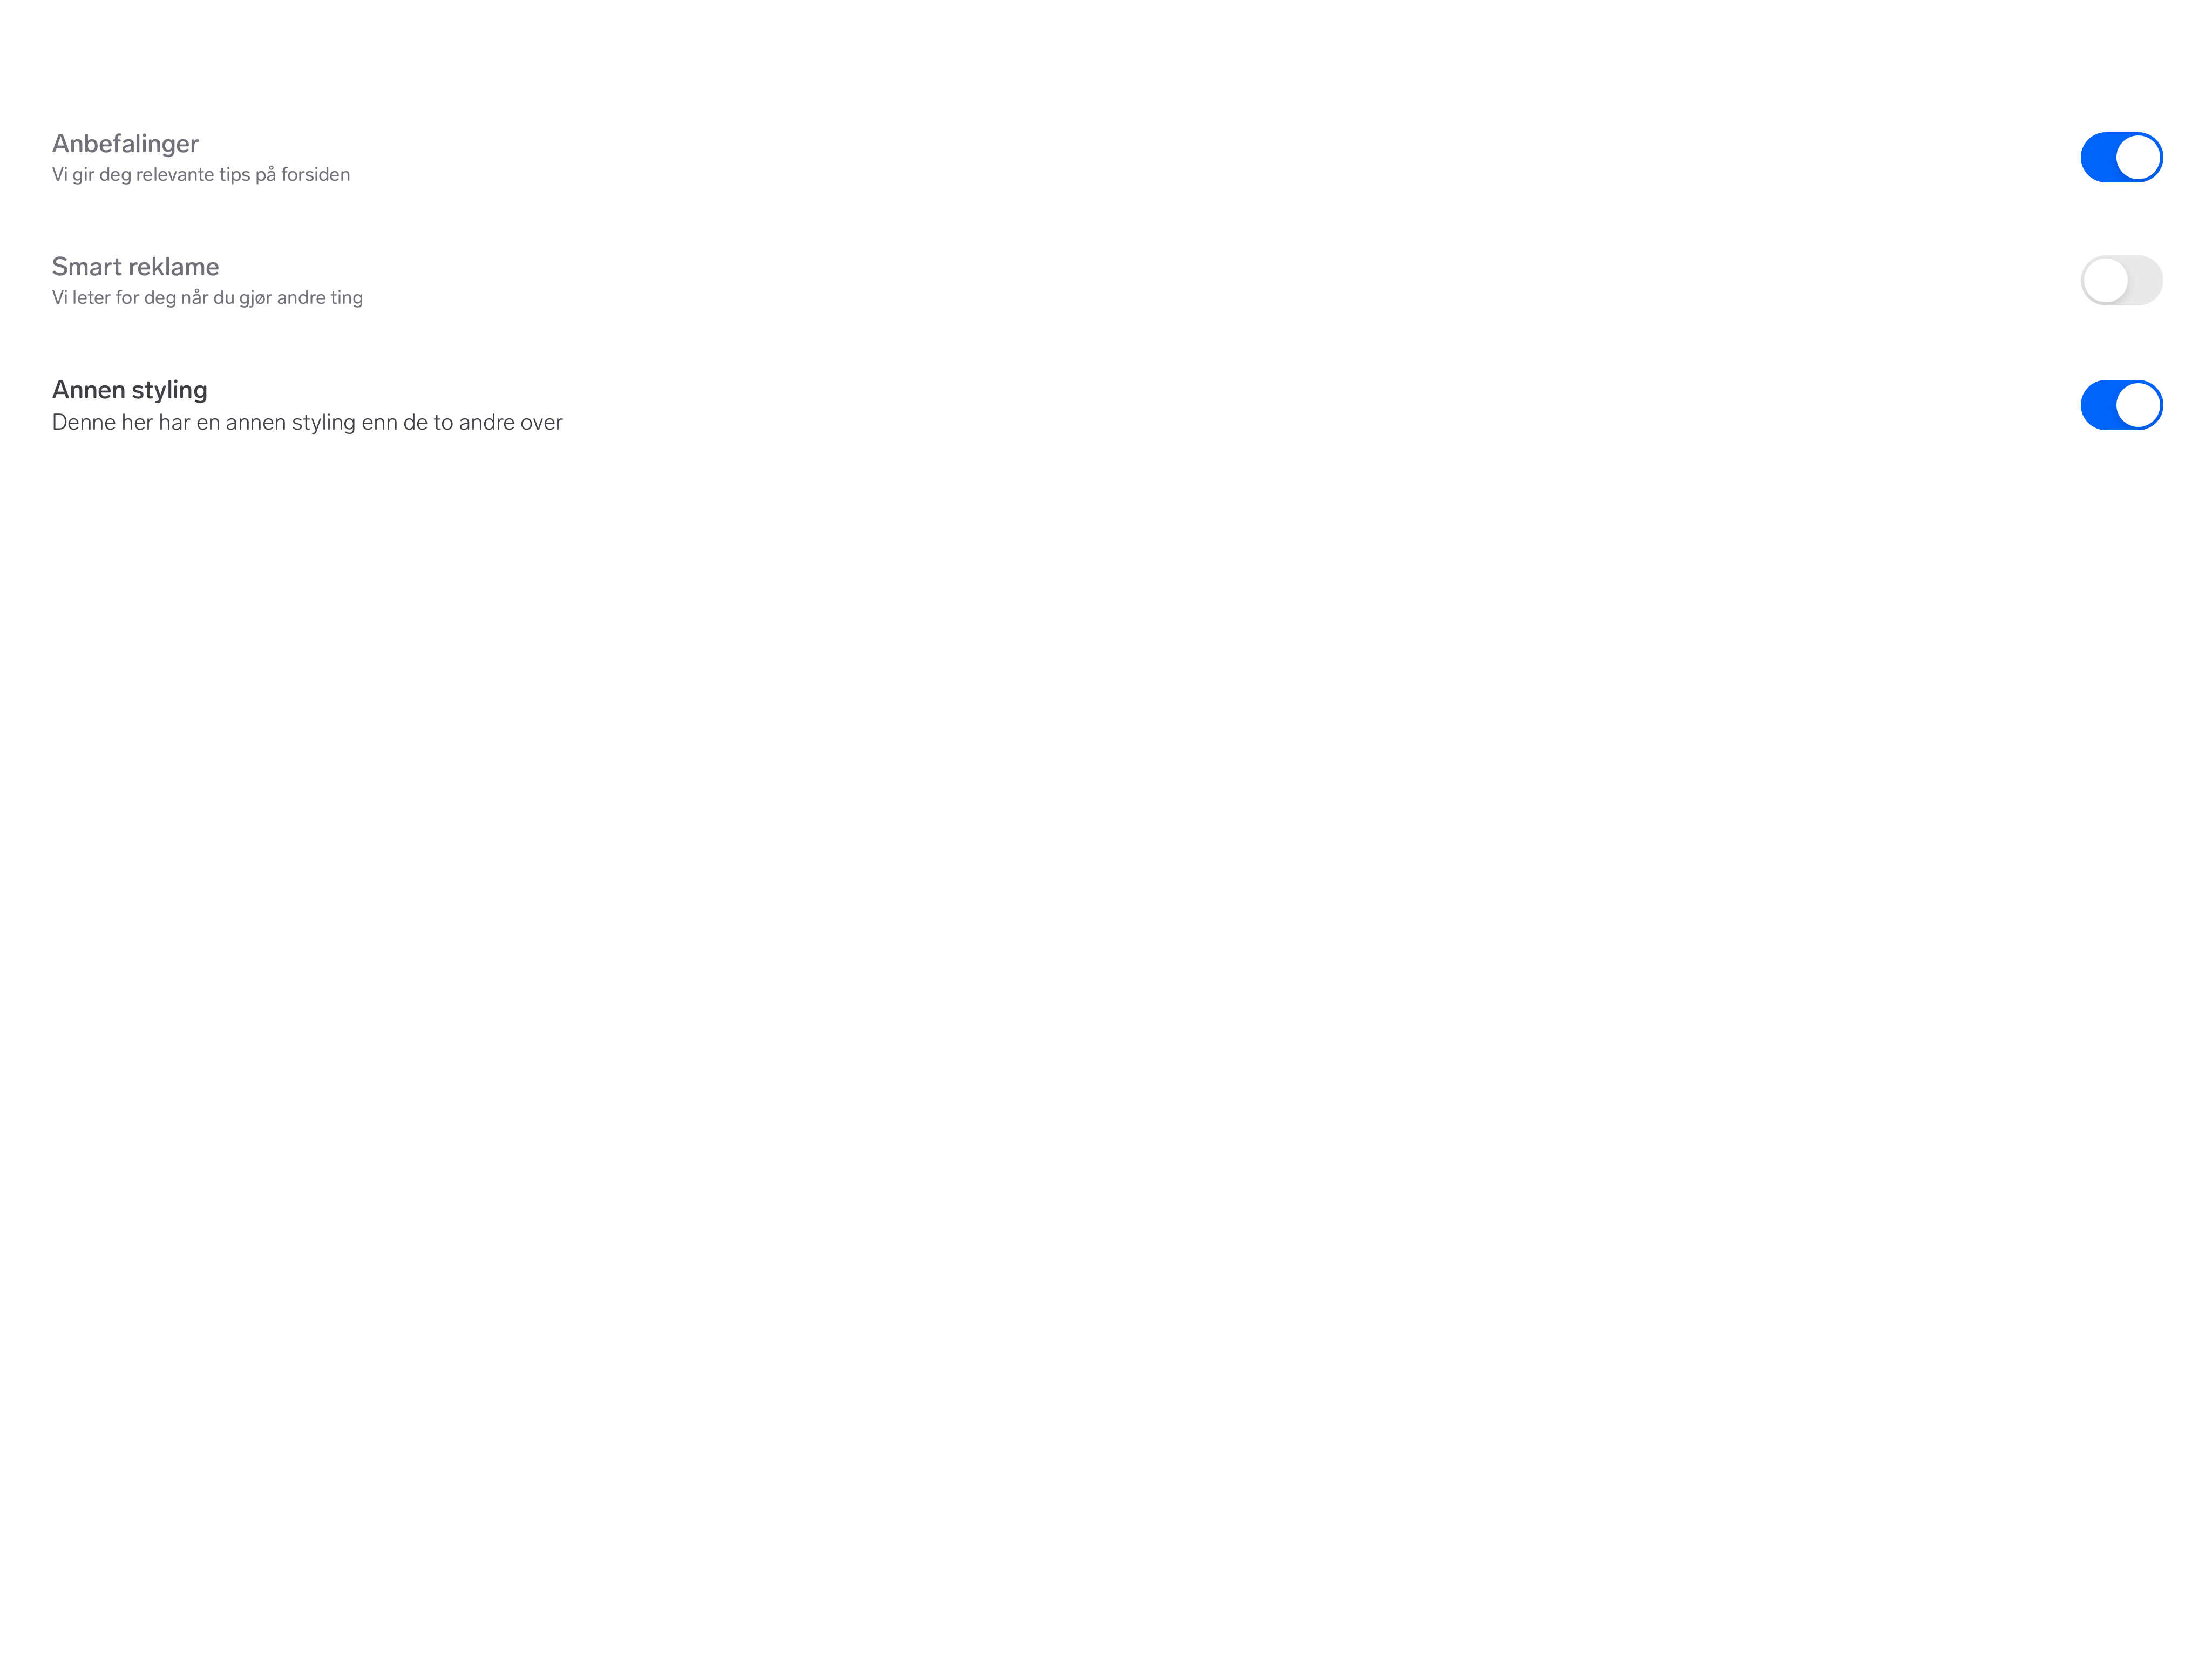 Anbefalinger
Vi gir deg relevante tips på forsiden
Smart reklame
Vi leter for deg når du gjør andre ting
Annen styling
Denne her har en annen styling enn de to andre over